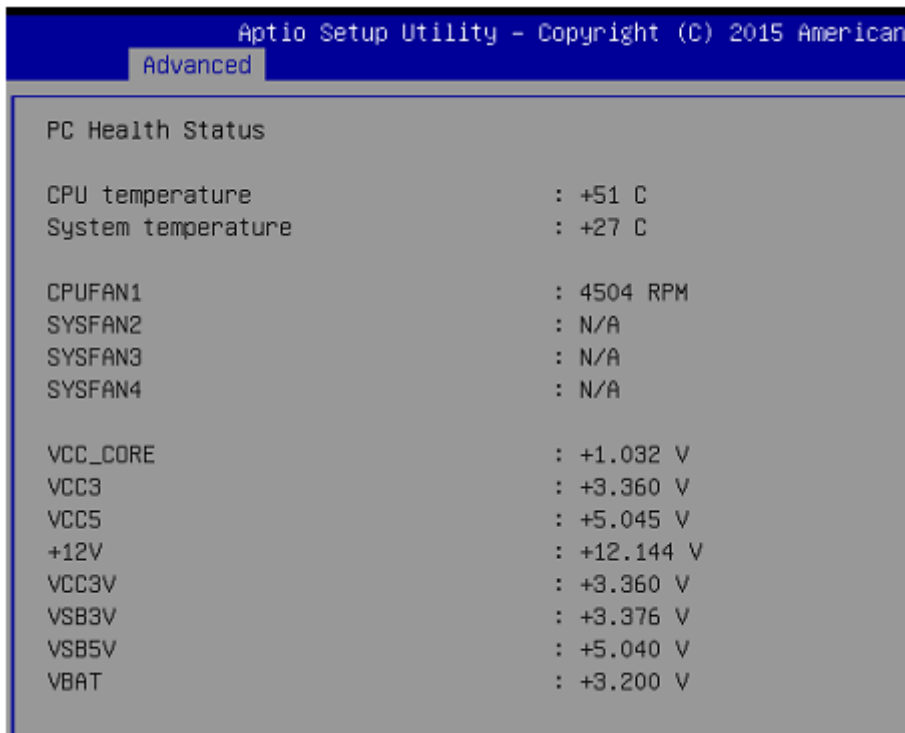 Aptio Setup Utility – Copyright (C) 2015 American
Advanced
PC Health Status
CPU temperature : +51 C
System temperature : +27 C
CPUFAN1 : 4504 RPM
SYSFAN2 : N/A
SYSFAN3 : N/A
SYSFAN4 : N/A
VCC_CORE : +1.032 V
VCC3 : +3.360 V
VCC5 : +5.045 V
+12V : +12.144 V
VCC3V : +3.360 V
VSB3V : +3.376 V
VSB5V : +5.040 V
VBAT : +3.200 V